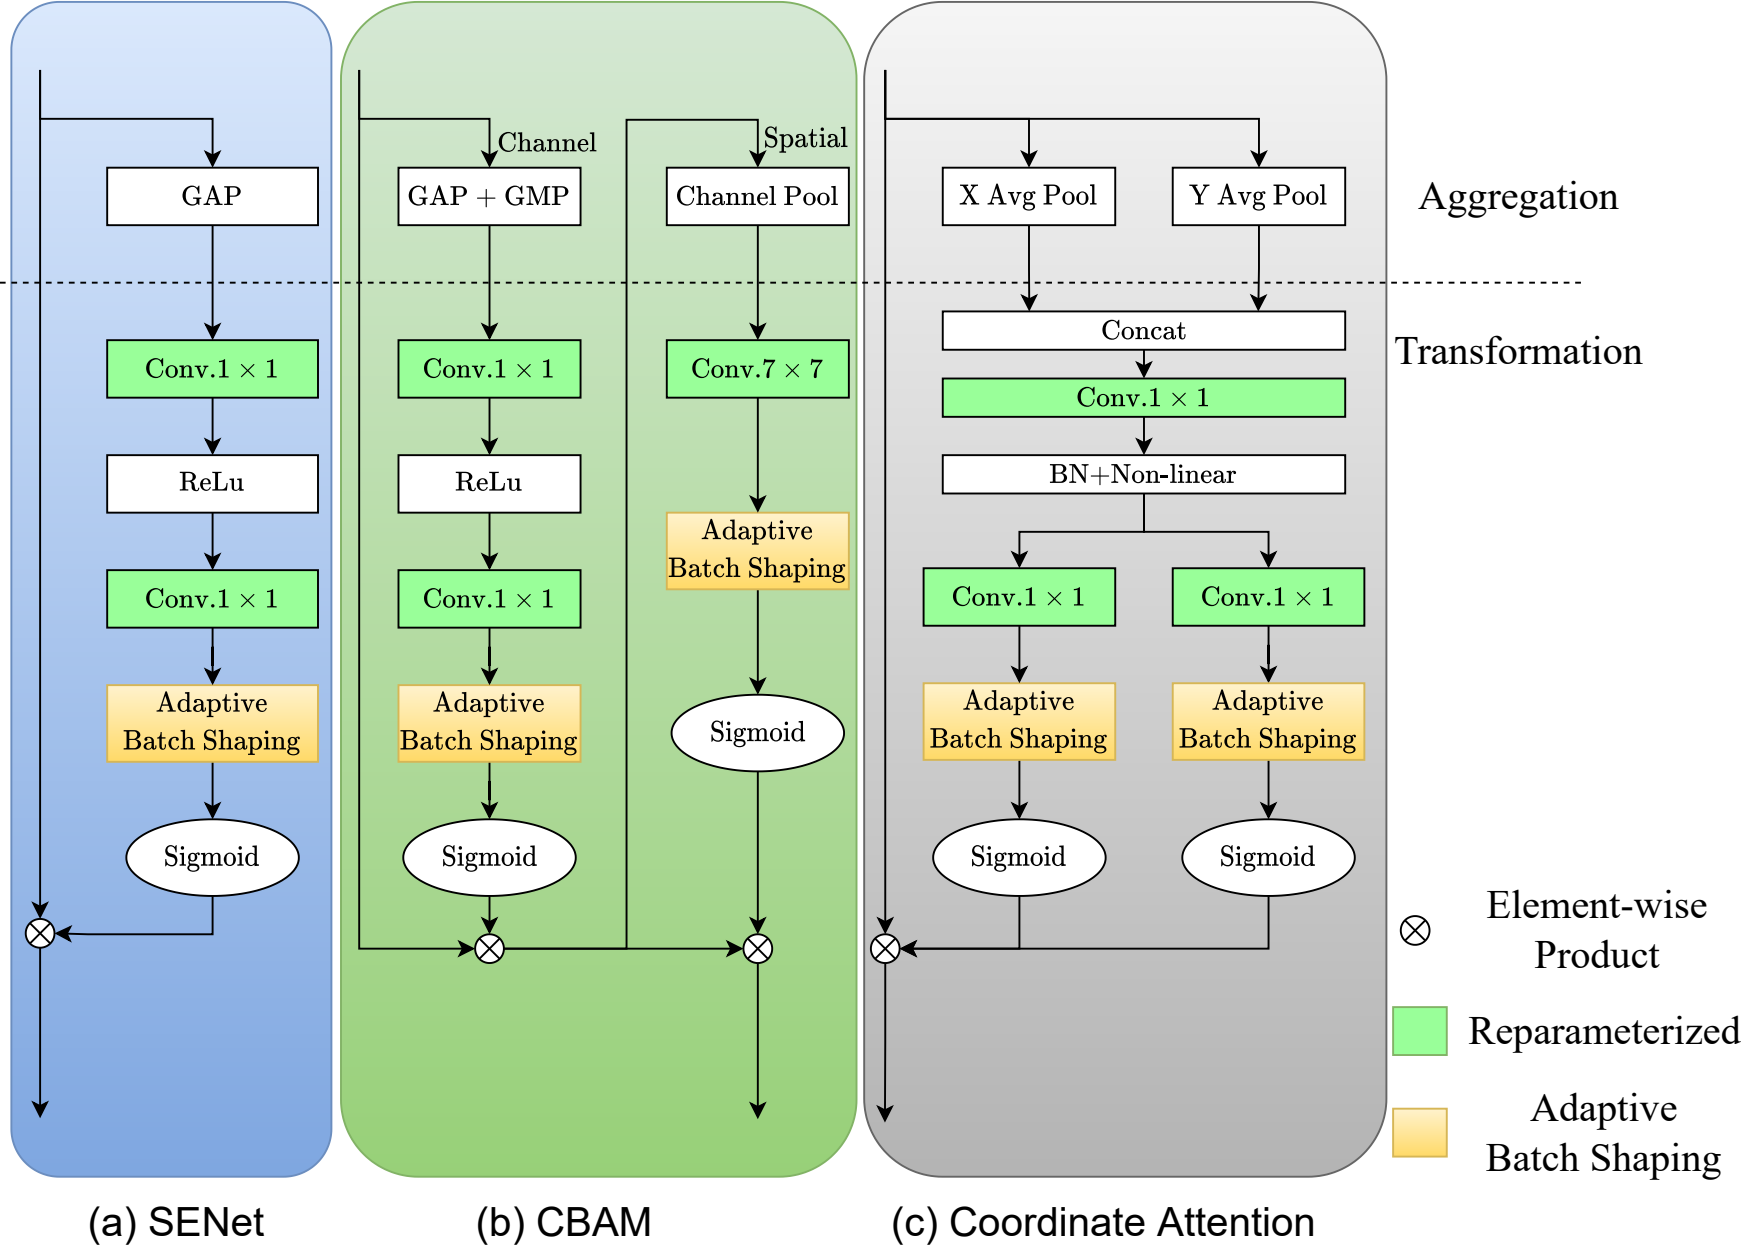 GAP
Conv.1 × 1
ReLu
Conv.1 × 1
Adaptive
Batch Shaping
Sigmoid
(a) SENet
Channel
GAP + GMP
Conv.1 × 1
ReLu
Conv.1 × 1
Adaptive
Batch Shaping
Sigmoid
Spatial
Channel Pool
Conv.7 × 7
Adaptive
Batch Shaping
Sigmoid
(b) CBAM
X Avg Pool
Y Avg Pool
Concat
Conv.1 × 1
BN+Non-linear
Conv.1 × 1
Conv.1 × 1
Adaptive
Batch Shaping
Adaptive
Batch Shaping
Sigmoid
Sigmoid
(c) Coordinate Attention
Aggregation
Transformation
Element-wise
Product
Reparameterized
Adaptive
Batch Shaping